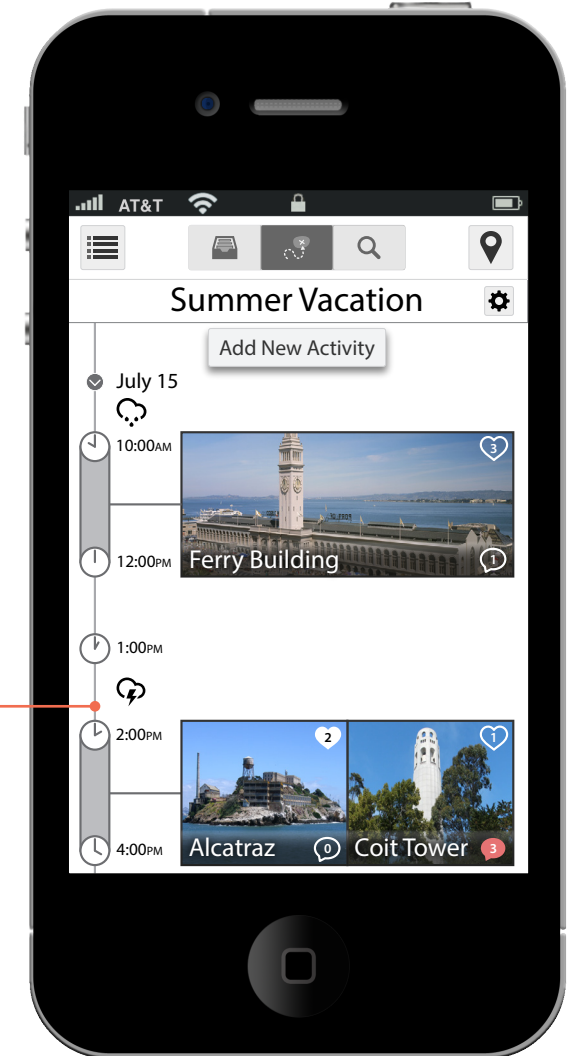 AT&T
Summer Vacation
Add New Activity
July 15
10:00AM
3
12:00PM
Ferry Building
1
1:00PM
2:00PM
2
1
4:00PM
Alcatraz
0
Coit Tower
3